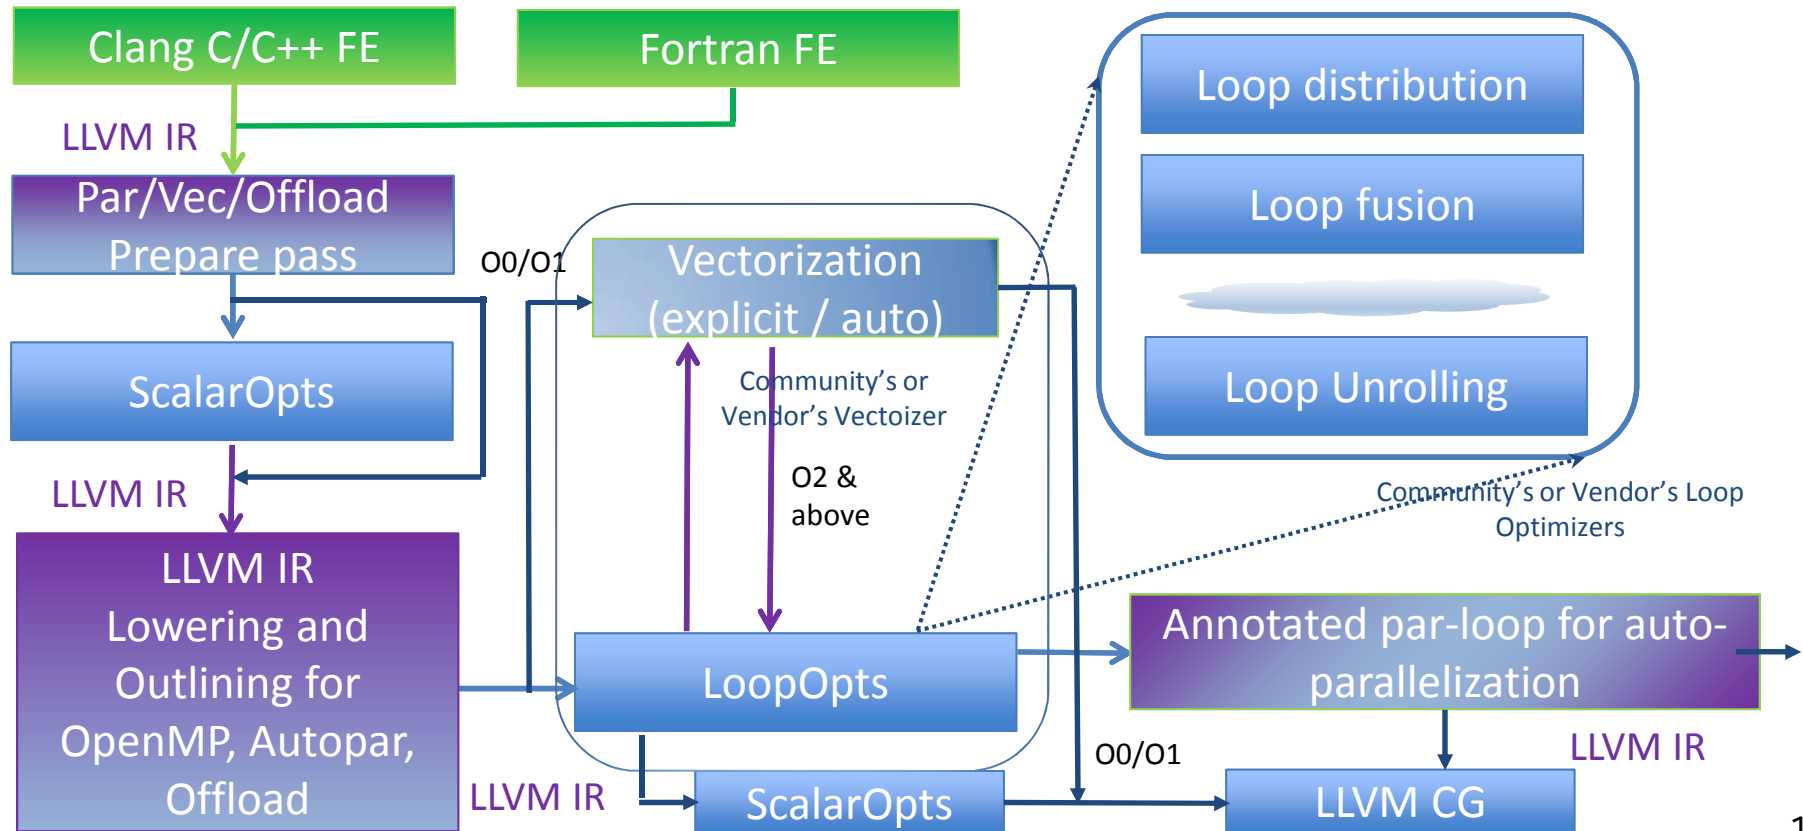 Clang C/C++ FE
Fortran FE
LLVM IR
Par/Vec/Offload
Prepare pass
ScalarOpts
LLVM IR
LLVM IR
Lowering and
Outlining for
OpenMP, Autopar,
Offload
O0/O1
Vectorization
(explicit / auto)
Community's or
Vendor's Vectoizer
O2 &
above
LoopOpts
LLVM IR
ScalarOpts
O0/O1
Loop distribution
Loop fusion
Loop Unrolling
Community's or Vendor's Loop
Optimizers
Annotated par-loop for auto-
parallelization
LLVM IR
LLVM CG
1